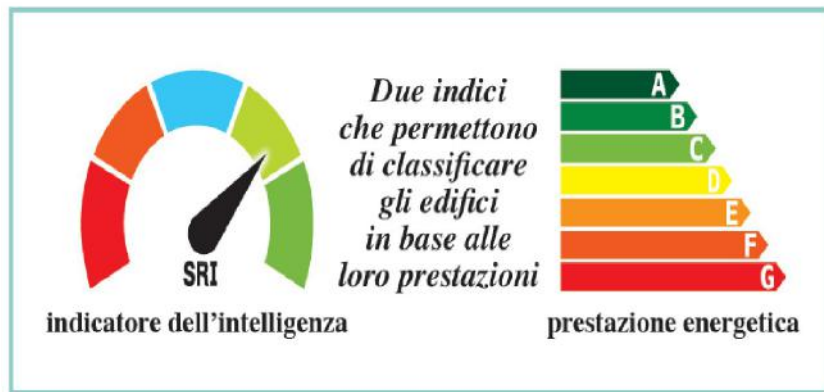 SRI
indicatore dell'intelligenza
Due indici
che permettono
di classificare
gli edifici
in base alle
loro prestazioni
A
B
C
D
E
F
G
prestazione energetica